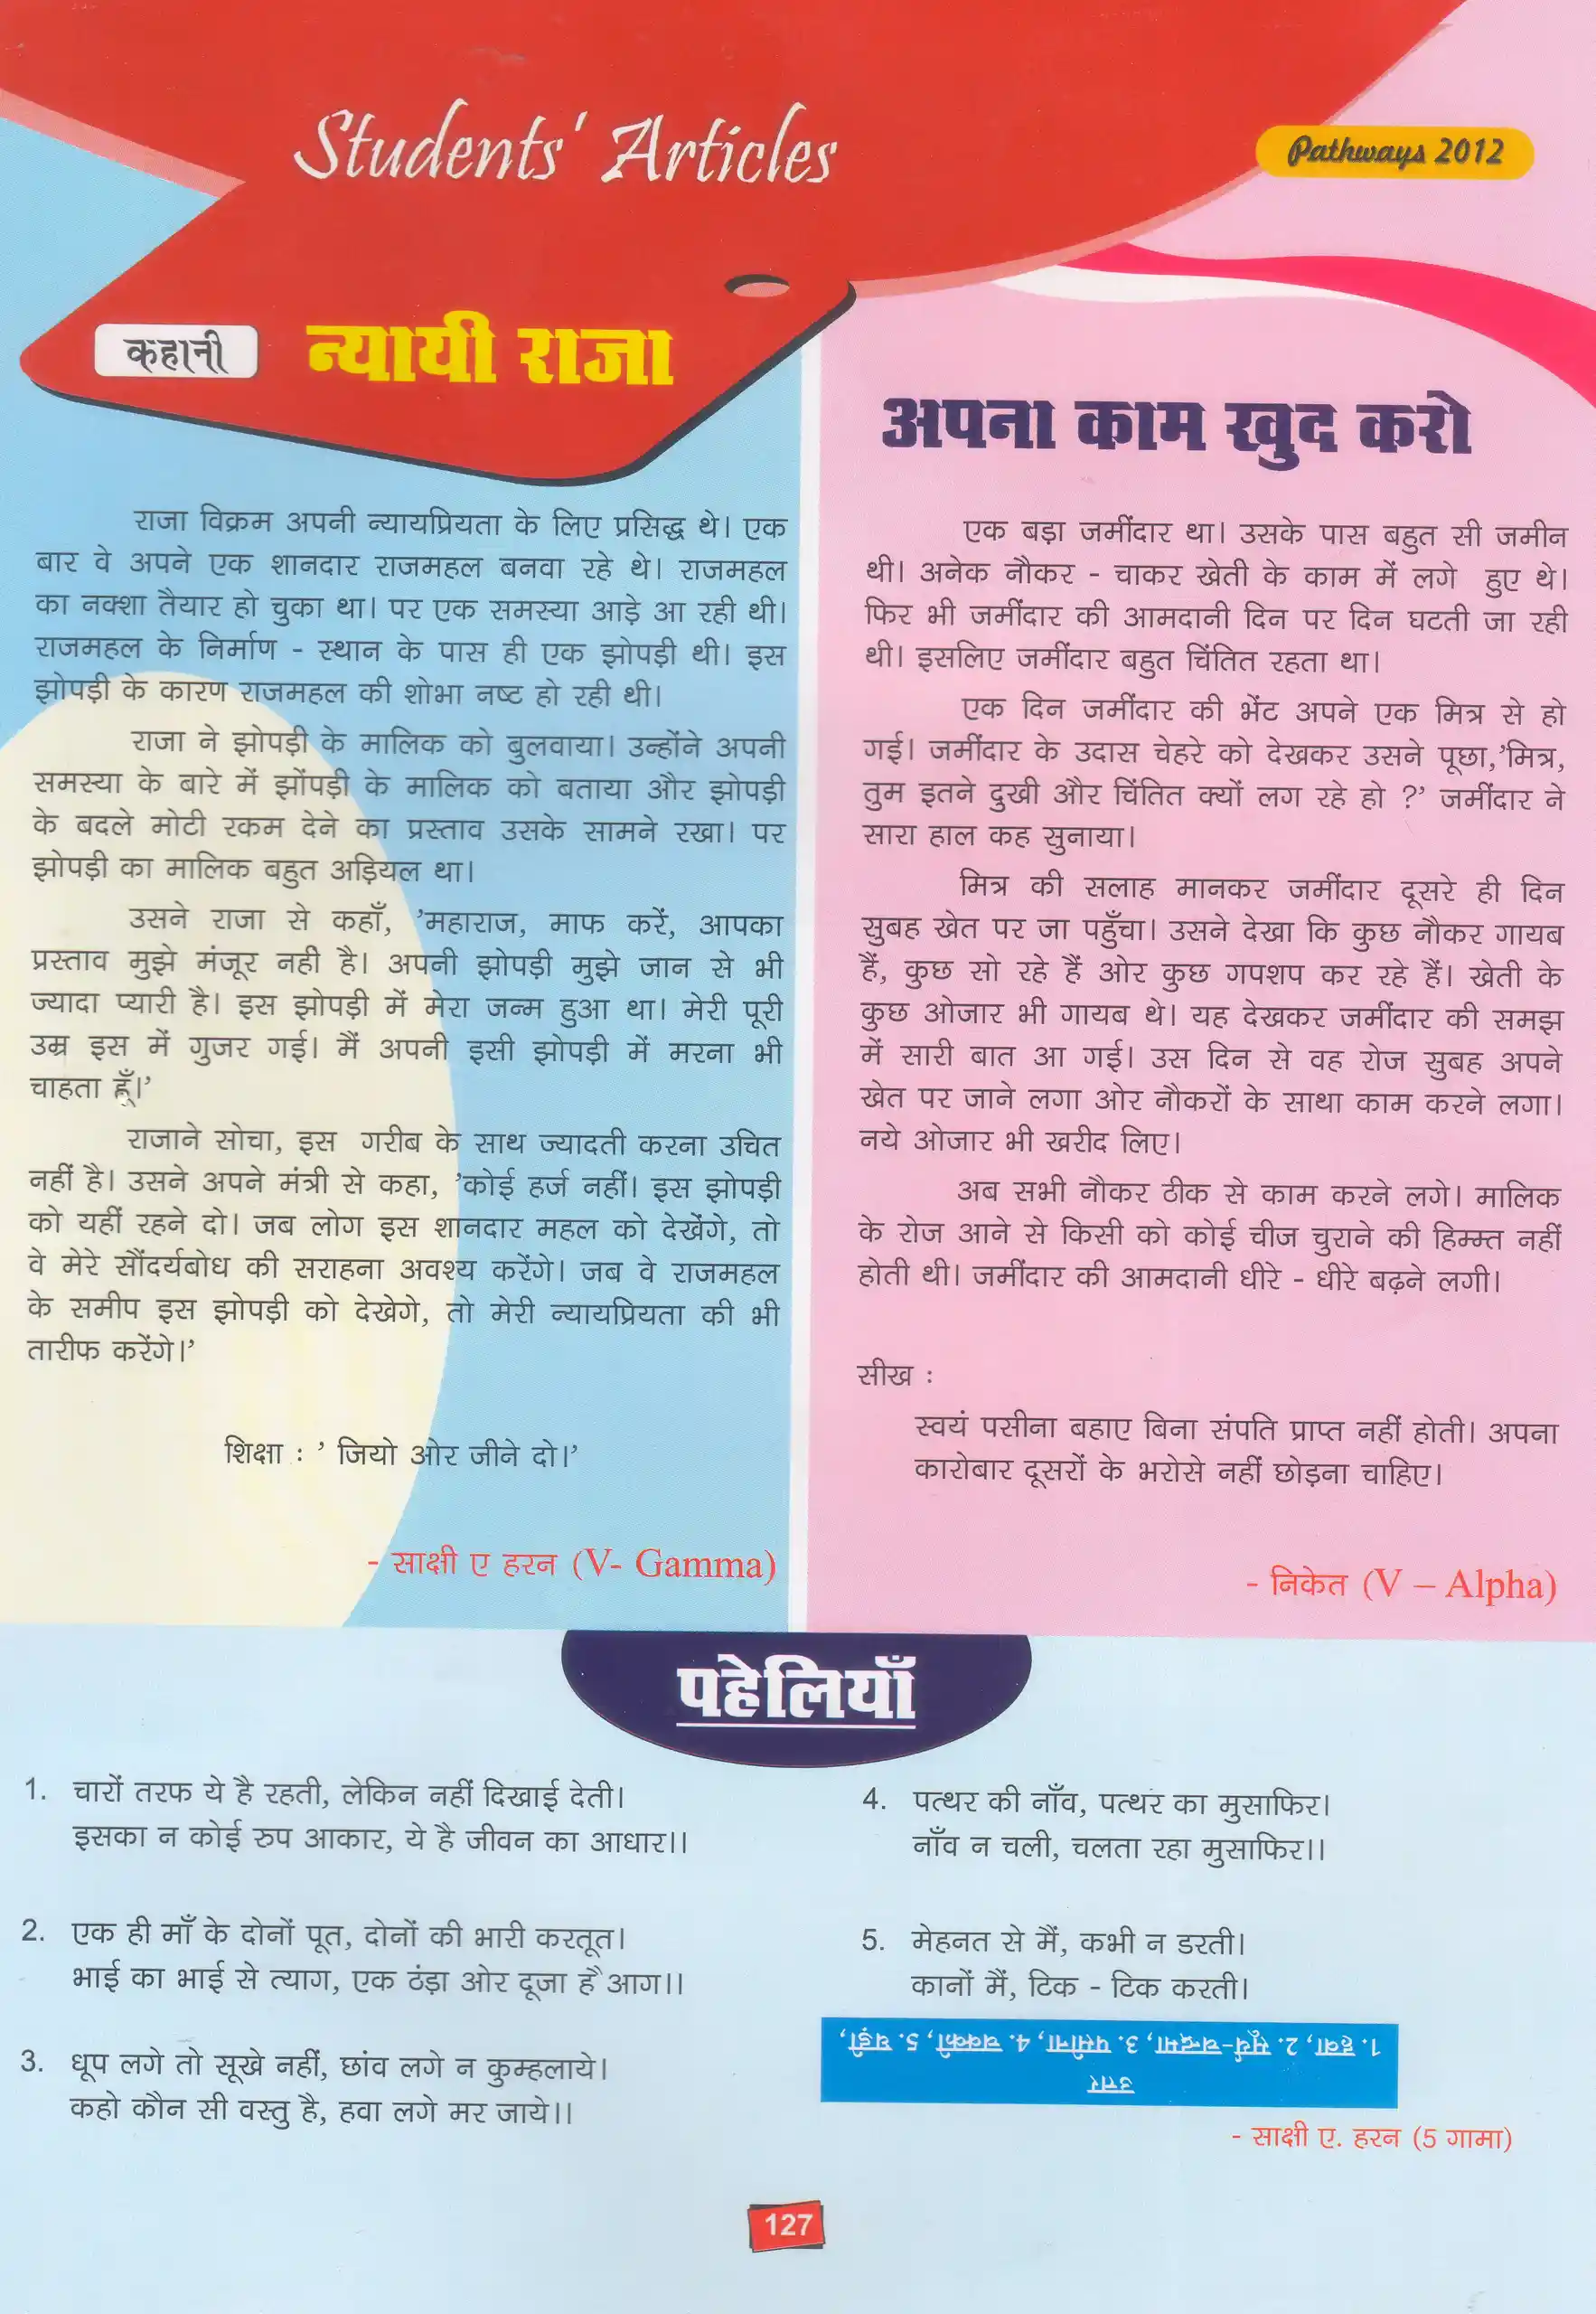 Students' Articles
Pathways 2012
कहानी
न्यायी राजा
राजा विक्रम अपनी न्यायप्रियता के लिए प्रसिद्ध थे। एक
बार वे अपने एक शानदार राजमहल बनवा रहे थे। राजमहल
का नक्शा तैयार हो चुका था। पर एक समस्या आड़े आ रही थी।
राजमहल के निर्माण - स्थान के पास ही एक झोपड़ी थी। इस
झोपड़ी के कारण राजमहल की शोभा नष्ट हो रही थी।
राजा ने झोपड़ी के मालिक को बुलवाया। उन्होंने अपनी
समस्या के बारे में झोंपड़ी के मालिक को बताया और झोपड़ी
के बदले मोटी रकम देने का प्रस्ताव उसके सामने रखा। पर
झोपड़ी का मालिक बहुत अड़ियल था।
उसने राजा से कहाँ, ’महाराज, माफ करें, आपका
प्रस्ताव मुझे मंजूर नही है। अपनी झोपड़ी मुझे जान से भी
ज्यादा प्यारी है। इस झोपड़ी में मेरा जन्म हुआ था। मेरी पूरी
उम्र इस में गुजर गई। मैं अपनी इसी झोपड़ी में मरना भी
चाहता हूँ।’
राजाने सोचा, इस गरीब के साथ ज्यादती करना उचित
नहीं है। उसने अपने मंत्री से कहा, ’कोई हर्ज नहीं। इस झोपड़ी
को यहीं रहने दो। जब लोग इस शानदार महल को देखेंगे, तो
वे मेरे सौंदर्यबोध की सराहना अवश्य करेंगे। जब वे राजमहल
के समीप इस झोपड़ी को देखेगे, तो मेरी न्यायप्रियता की भी
तारीफ करेंगे।’
शिक्षा : ’ जियो ओर जीने दो।’
- साक्षी ए हरन (V- Gamma)
अपना काम खुद करो
एक बड़ा जमींदार था। उसके पास बहुत सी जमीन
थी। अनेक नौकर - चाकर खेती के काम में लगे हुए थे।
फिर भी जमींदार की आमदानी दिन पर दिन घटती जा रही
थी। इसलिए जमींदार बहुत चिंतित रहता था।
एक दिन जमींदार की भेंट अपने एक मित्र से हो
गई। जमींदार के उदास चेहरे को देखकर उसने पूछा,’मित्र,
तुम इतने दुखी और चिंतित क्यों लग रहे हो ?’ जमींदार ने
सारा हाल कह सुनाया।
मित्र की सलाह मानकर जमींदार दूसरे ही दिन
सुबह खेत पर जा पहुँचा। उसने देखा कि कुछ नौकर गायब
हैं, कुछ सो रहे हैं ओर कुछ गपशप कर रहे हैं। खेती के
कुछ ओजार भी गायब थे। यह देखकर जमींदार की समझ
में सारी बात आ गई। उस दिन से वह रोज सुबह अपने
खेत पर जाने लगा ओर नौकरों के साथा काम करने लगा।
नये ओजार भी खरीद लिए।
अब सभी नौकर ठीक से काम करने लगे। मालिक
के रोज आने से किसी को कोई चीज चुराने की हिम्म्त नहीं
होती थी। जमींदार की आमदानी धीरे - धीरे बढ़ने लगी।
सीख :
स्वयं पसीना बहाए बिना संपति प्राप्त नहीं होती। अपना
कारोबार दूसरों के भरोसे नहीं छोड़ना चाहिए।
- निकेत (V – Alpha)
पहेलियाँ
1. चारों तरफ ये है रहती, लेकिन नहीं दिखाई देती।
इसका न कोई रुप आकार, ये है जीवन का आधार।।
2. एक ही माँ के दोनों पूत, दोनों की भारी करतूत।
भाई का भाई से त्याग, एक ठंड़ा ओर दूजा है आग।।
3. धूप लगे तो सूखे नहीं, छांव लगे न कुम्हलाये।
कहो कौन सी वस्तु है, हवा लगे मर जाये।।
4. पत्थर की नाँव, पत्थर का मुसाफिर।
नाँव न चली, चलता रहा मुसाफिर।।
5. मेहनत से मैं, कभी न डरती।
कानों मैं, टिक - टिक करती।
उत्तर
1. हवा, 2. सूर्य-चन्द्रमा, 3. पसीना, 4. चक्की, 5. घड़ी,
- साक्षी ए. हरन (5 गामा)
127